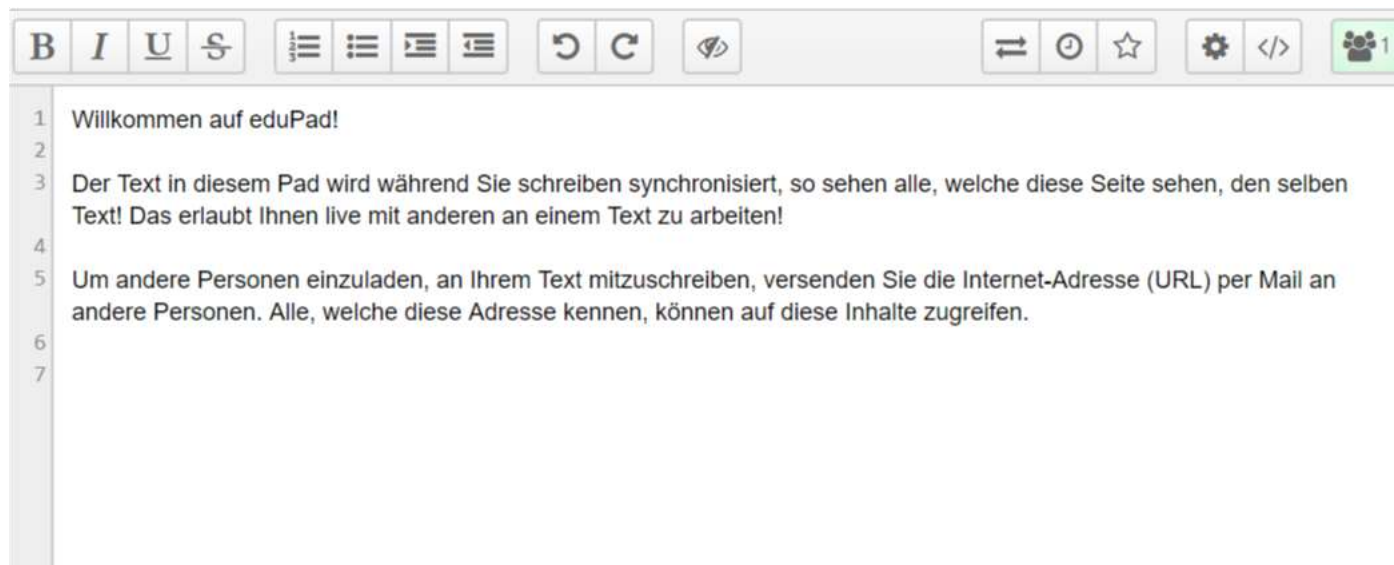 B I U S 1
1 Willkommen auf eduPad!
2
3 Der Text in diesem Pad wird während Sie schreiben synchronisiert, so sehen alle, welche diese Seite sehen, den selben
Text! Das erlaubt Ihnen live mit anderen an einem Text zu arbeiten!
4
5 Um andere Personen einzuladen, an Ihrem Text mitzuschreiben, versenden Sie die Internet-Adresse (URL) per Mail an
andere Personen. Alle, welche diese Adresse kennen, können auf diese Inhalte zugreifen.
6
7